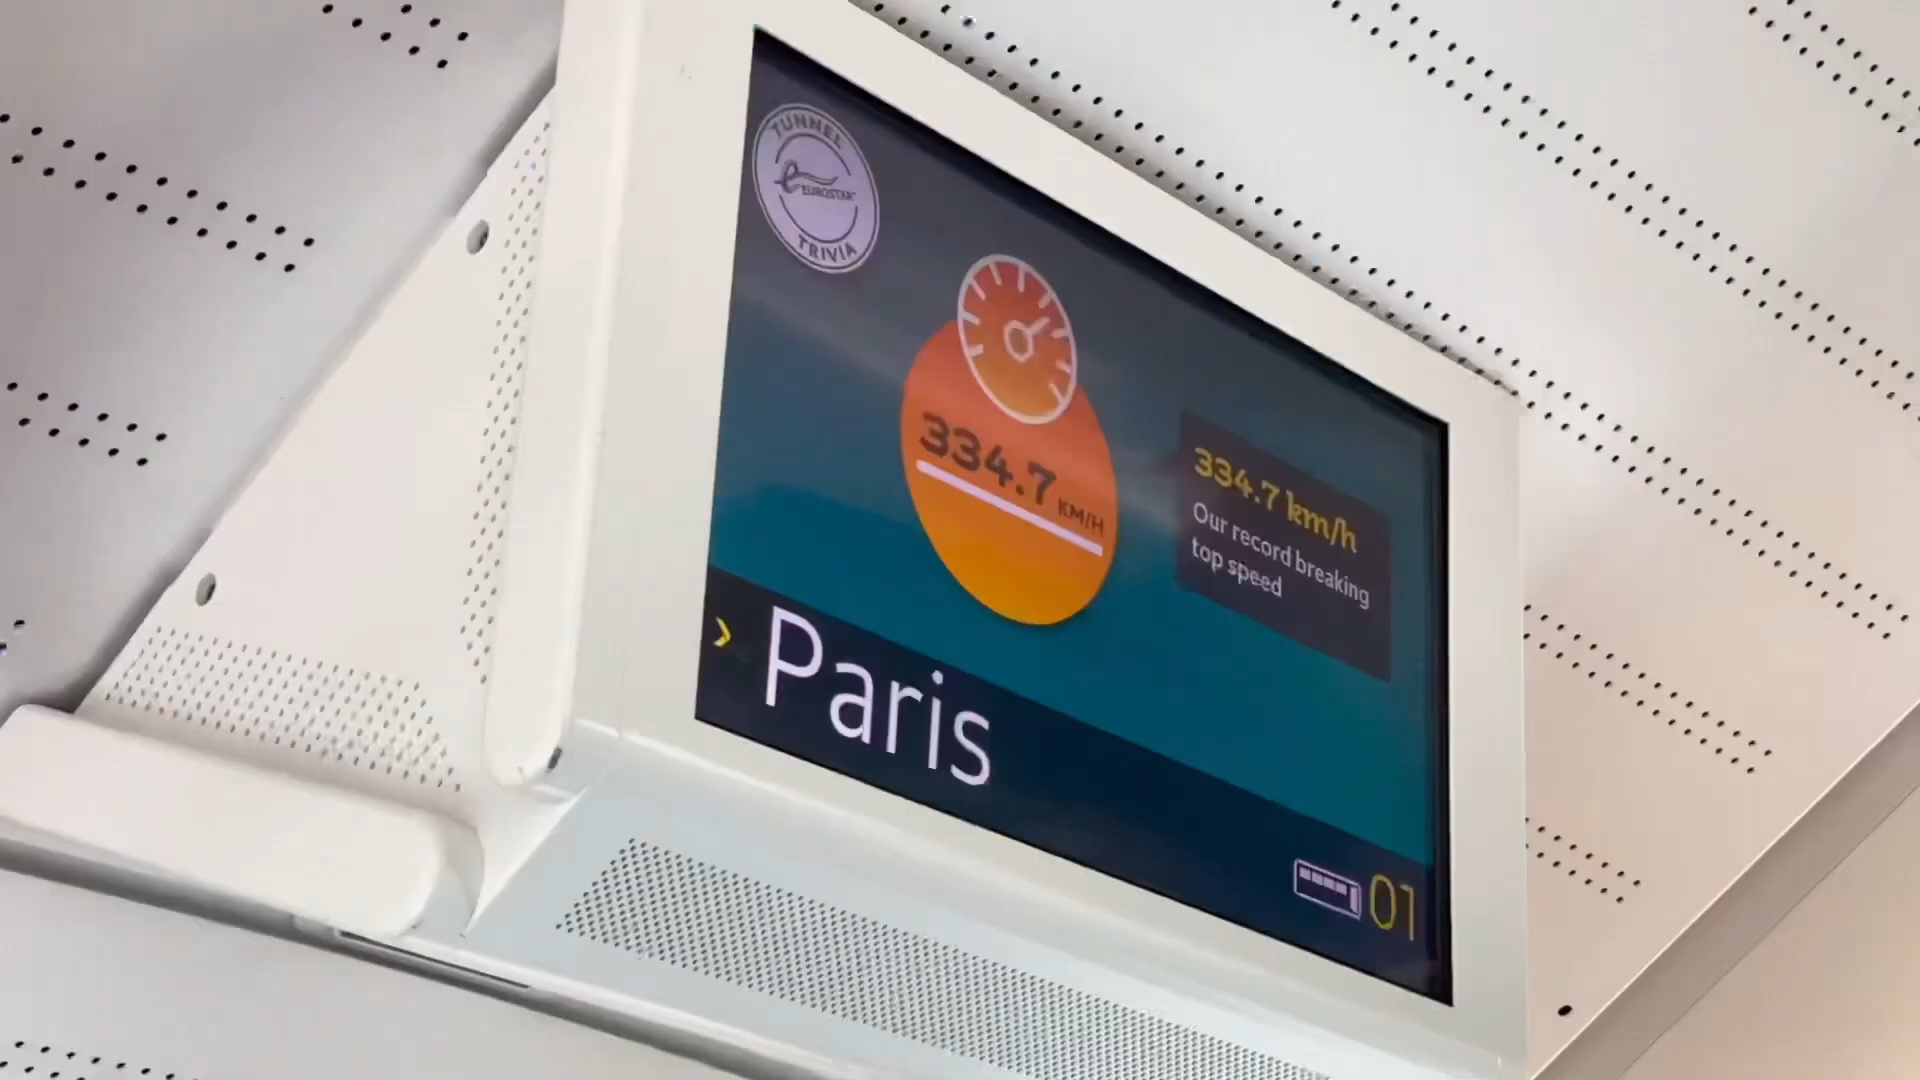 TUNNEL
EUROSTAR
TRIVIA
334.7 KM/H
334.7 km/h
Our record breaking
top speed
› Paris
01